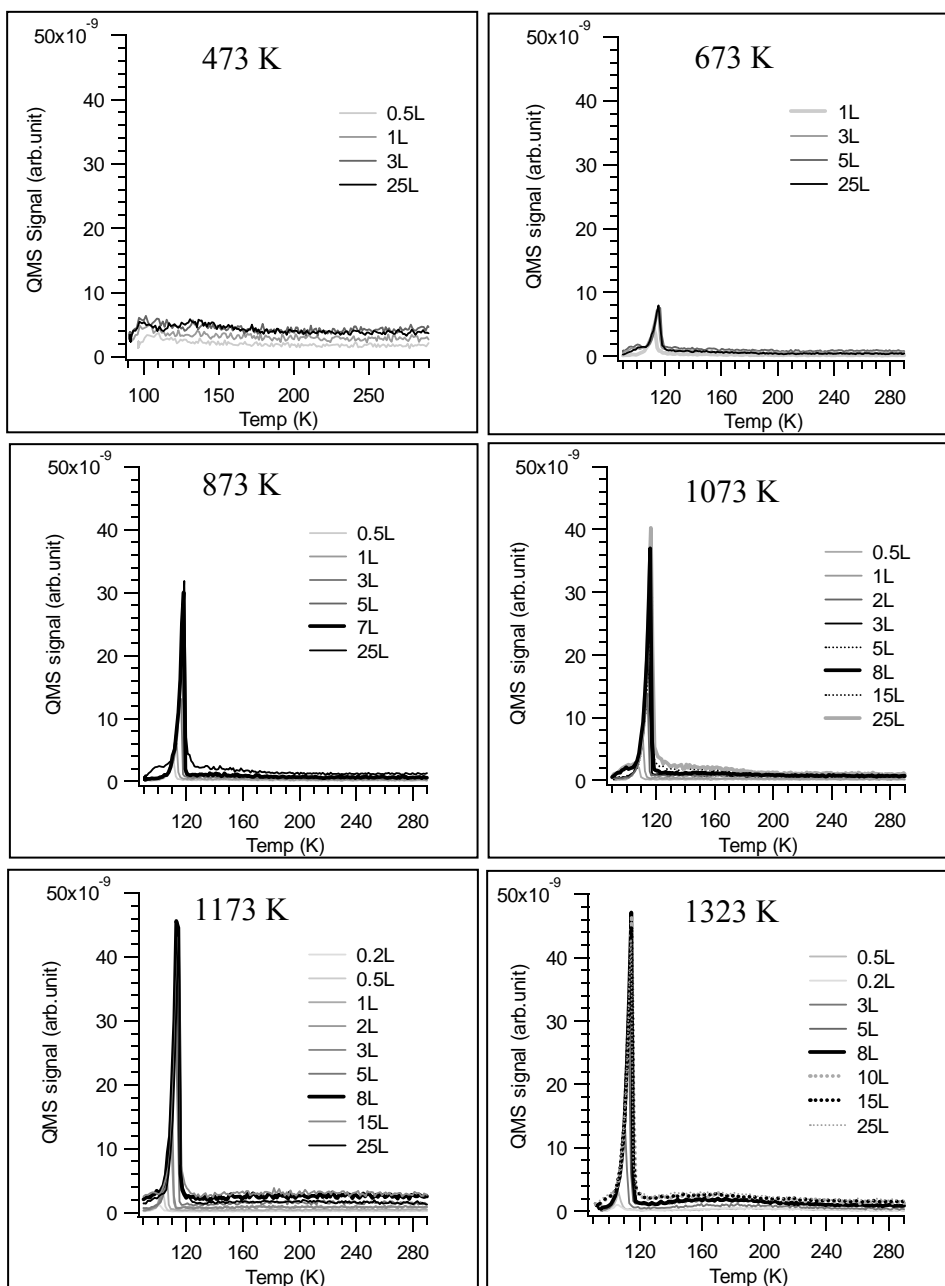 50x10-9
473 K
40
30
20
10
0
QMS Signal (arb.unit)
0.5L
1L
3L
25L
100 150 200 250
Temp (K)
50x10-9
673 K
40
30
20
10
0
QMS signal (arb.unit)
1L
3L
5L
25L
120 160 200 240 280
Temp (K)
50x10-9
873 K
40
30
20
10
0
QMS signal (arb.unit)
0.5L
1L
3L
5L
7L
25L
120 160 200 240 280
Temp (K)
50x10-9
1073 K
40
30
20
10
0
QMS signal (arb.unit)
0.5L
1L
2L
3L
5L
8L
15L
25L
120 160 200 240 280
Temp (K)
50x10-9
1173 K
40
30
20
10
0
QMS signal (arb.unit)
0.2L
0.5L
1L
2L
3L
5L
8L
15L
25L
120 160 200 240 280
Temp (K)
50x10-9
1323 K
40
30
20
10
0
QMS signal (arb.unit)
0.5L
0.2L
3L
5L
8L
10L
15L
25L
120 160 200 240 280
Temp (K)